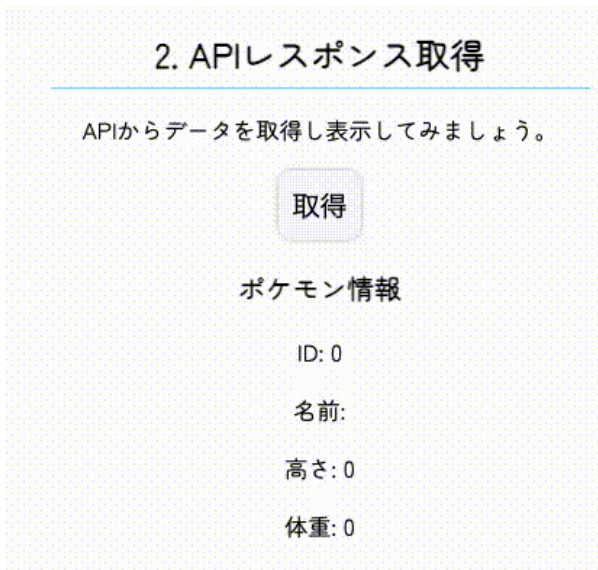 2. APIレスポンス取得
APIからデータを取得し表示してみましょう。
取得
ポケモン情報
ID: 0
名前:
高さ: 0
体重: 0